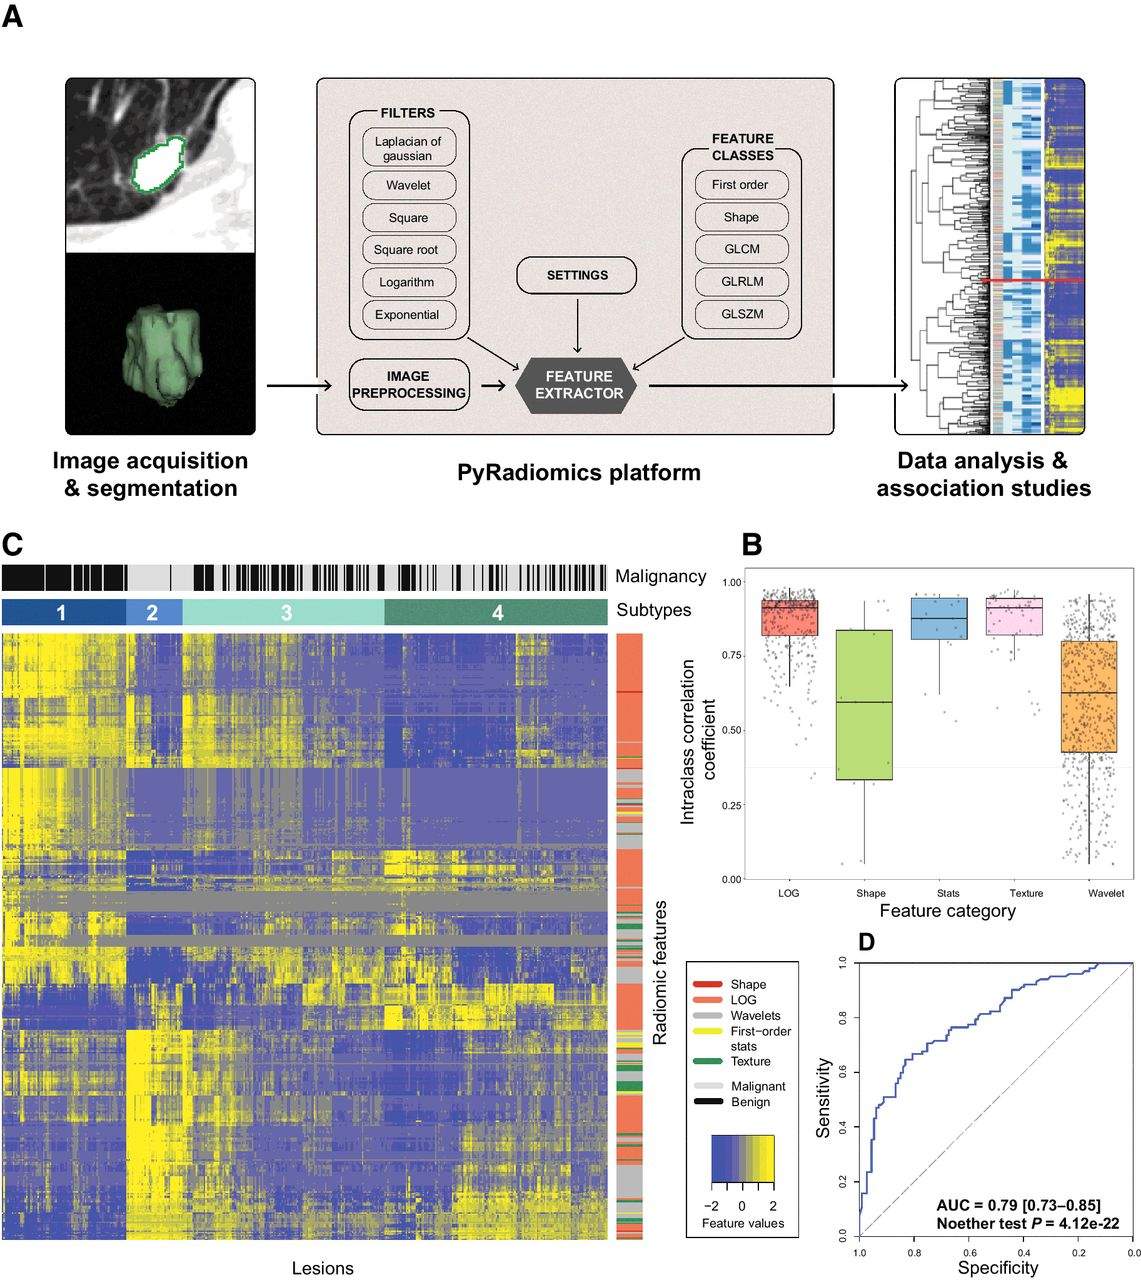 A
FILTERS
Laplacian of
gaussian
Wavelet
Square
Square root
Logarithm
Exponential
IMAGE
PREPROCESSING
SETTINGS
FEATURE
EXTRACTOR
FEATURE
CLASSES
First order
Shape
GLCM
GLRLM
GLSZM
Image acquisition
& segmentation
PyRadiomics platform
Data analysis &
association studies
C
Malignancy
Subtypes
1 2 3 4
Radiomic features
Lesions
B
Intraclass correlation
coefficient
1.00
0.75
0.50
0.25
0.00
LOG Shape Stats Texture Wavelet
Feature category
Shape
LOG
Wavelets
First–order
stats
Texture
Malignant
Benign
−2 0 2
Feature values
D
Sensitivity
1.0
0.8
0.6
0.4
0.2
0.0
AUC = 0.79 [0.73–0.85]
Noether test P = 4.12e-22
1.0 0.8 0.6 0.4 0.2 0.0
Specificity